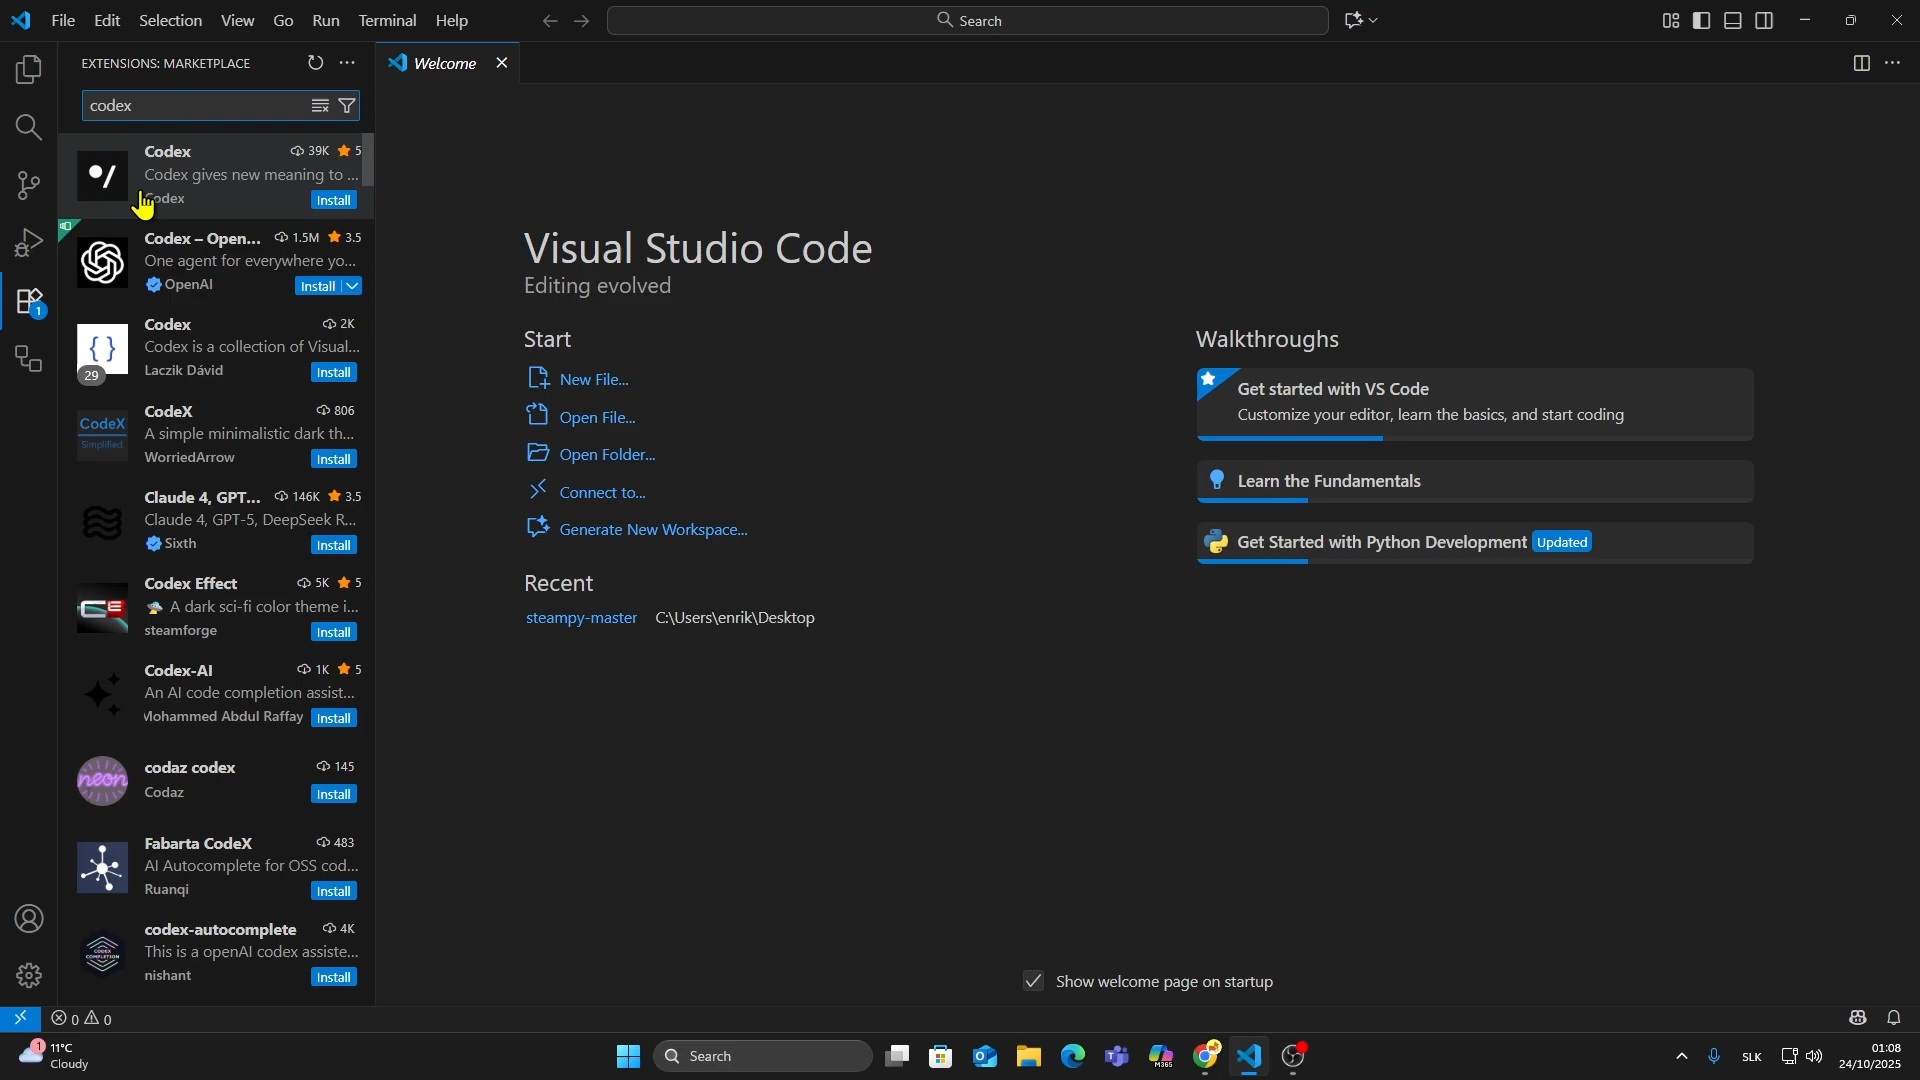 File Edit Selection View Go Run Terminal Help
Search
EXTENSIONS: MARKETPLACE
codex
Codex 39K 5
Codex gives new meaning to ...
Codex Install
Codex – Open... 1.5M 3.5
One agent for everywhere yo...
OpenAI Install
Codex 2K
Codex is a collection of Visual...
29
Laczik Dávid Install
CodeX 806
A simple minimalistic dark th...
CodeX
Simplified
WorriedArrow Install
Claude 4, GPT... 146K 3.5
Claude 4, GPT-5, DeepSeek R...
Sixth Install
Codex Effect 5K 5
A dark sci-fi color theme i...
CE
steamforge Install
Codex-AI 1K 5
An AI code completion assist...
Mohammed Abdul Raffay Install
codaz codex 145
neon
Codaz Install
Fabarta CodeX 483
AI Autocomplete for OSS cod...
Ruanqi Install
codex-autocomplete 4K
This is a openAI codex assiste...
CODEX
COMPLETION
nishant Install
1
Welcome
Visual Studio Code
Editing evolved
Start
New File...
Open File...
Open Folder...
Connect to...
Generate New Workspace...
Recent
steampy-master C:\Users\enrik\Desktop
Walkthroughs
Get started with VS Code
Customize your editor, learn the basics, and start coding
Learn the Fundamentals
Get Started with Python Development Updated
Show welcome page on startup
0 0
1
11°C
Cloudy
Search
M365
SLK
01:08
24/10/2025